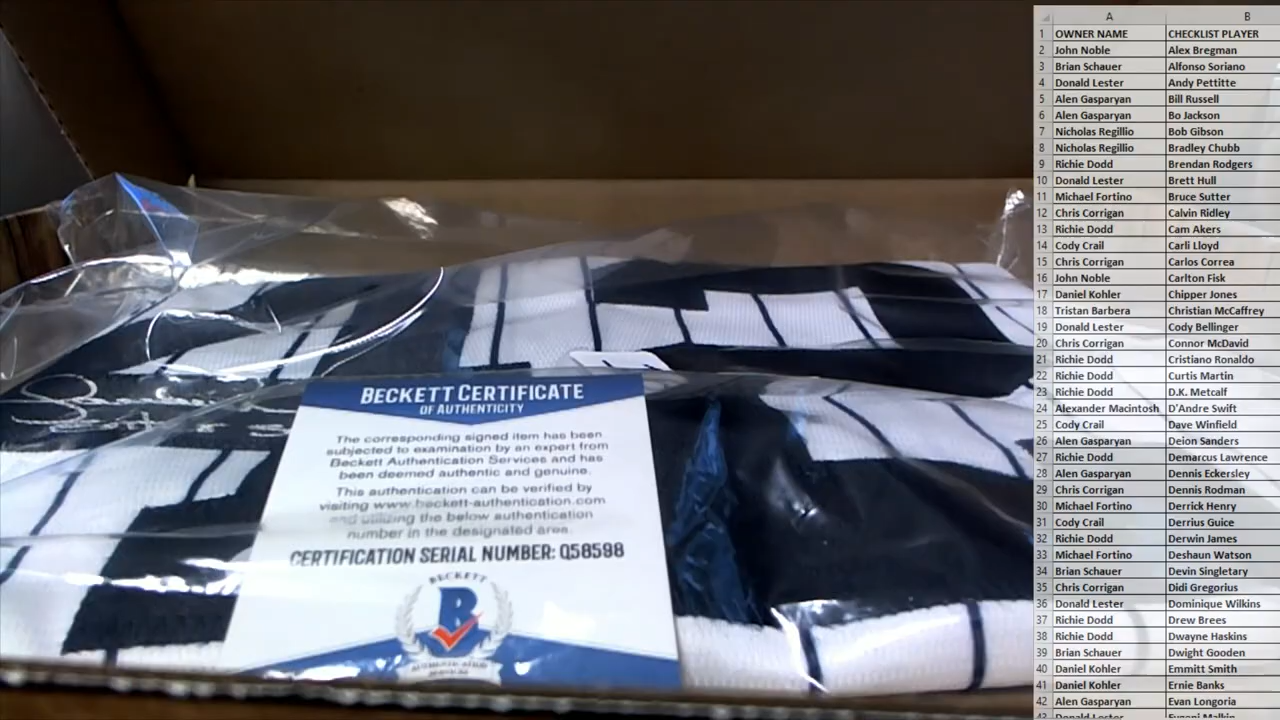 BECKETT CERTIFICATE
OF AUTHENTICITY
The corresponding signed item has been
subjected to examination by an expert from
Beckett Authentication Services and has
been deemed authentic and genuine.
This authentication can be verified by
visiting www.beckett-authentication.com
and utilizing the below authentication
number in the designated area.
CERTIFICATION SERIAL NUMBER: Q58598
BECKETT
B
A B
1 OWNER NAME CHECKLIST PLAYER
2 John Noble Alex Bregman
3 Brian Schauer Alfonso Soriano
4 Donald Lester Andy Pettitte
5 Alen Gasparyan Bill Russell
6 Alen Gasparyan Bo Jackson
7 Nicholas Regillio Bob Gibson
8 Nicholas Regillio Bradley Chubb
9 Richie Dodd Brendan Rodgers
10 Donald Lester Brett Hull
11 Michael Fortino Bruce Sutter
12 Chris Corrigan Calvin Ridley
13 Richie Dodd Cam Akers
14 Cody Crail Carli Lloyd
15 Chris Corrigan Carlos Correa
16 John Noble Carlton Fisk
17 Daniel Kohler Chipper Jones
18 Tristan Barbera Christian McCaffrey
19 Donald Lester Cody Bellinger
20 Chris Corrigan Connor McDavid
21 Richie Dodd Cristiano Ronaldo
22 Richie Dodd Curtis Martin
23 Richie Dodd D.K. Metcalf
24 Alexander Macintosh D'Andre Swift
25 Cody Crail Dave Winfield
26 Alen Gasparyan Deion Sanders
27 Richie Dodd Demarcus Lawrence
28 Alen Gasparyan Dennis Eckersley
29 Chris Corrigan Dennis Rodman
30 Michael Fortino Derrick Henry
31 Cody Crail Derrius Guice
32 Richie Dodd Derwin James
33 Michael Fortino Deshaun Watson
34 Brian Schauer Devin Singletary
35 Chris Corrigan Didi Gregorius
36 Donald Lester Dominique Wilkins
37 Richie Dodd Drew Brees
38 Richie Dodd Dwayne Haskins
39 Brian Schauer Dwight Gooden
40 Daniel Kohler Emmitt Smith
41 Daniel Kohler Ernie Banks
42 Alen Gasparyan Evan Longoria
43 Donald Lester Evgeni Malkin